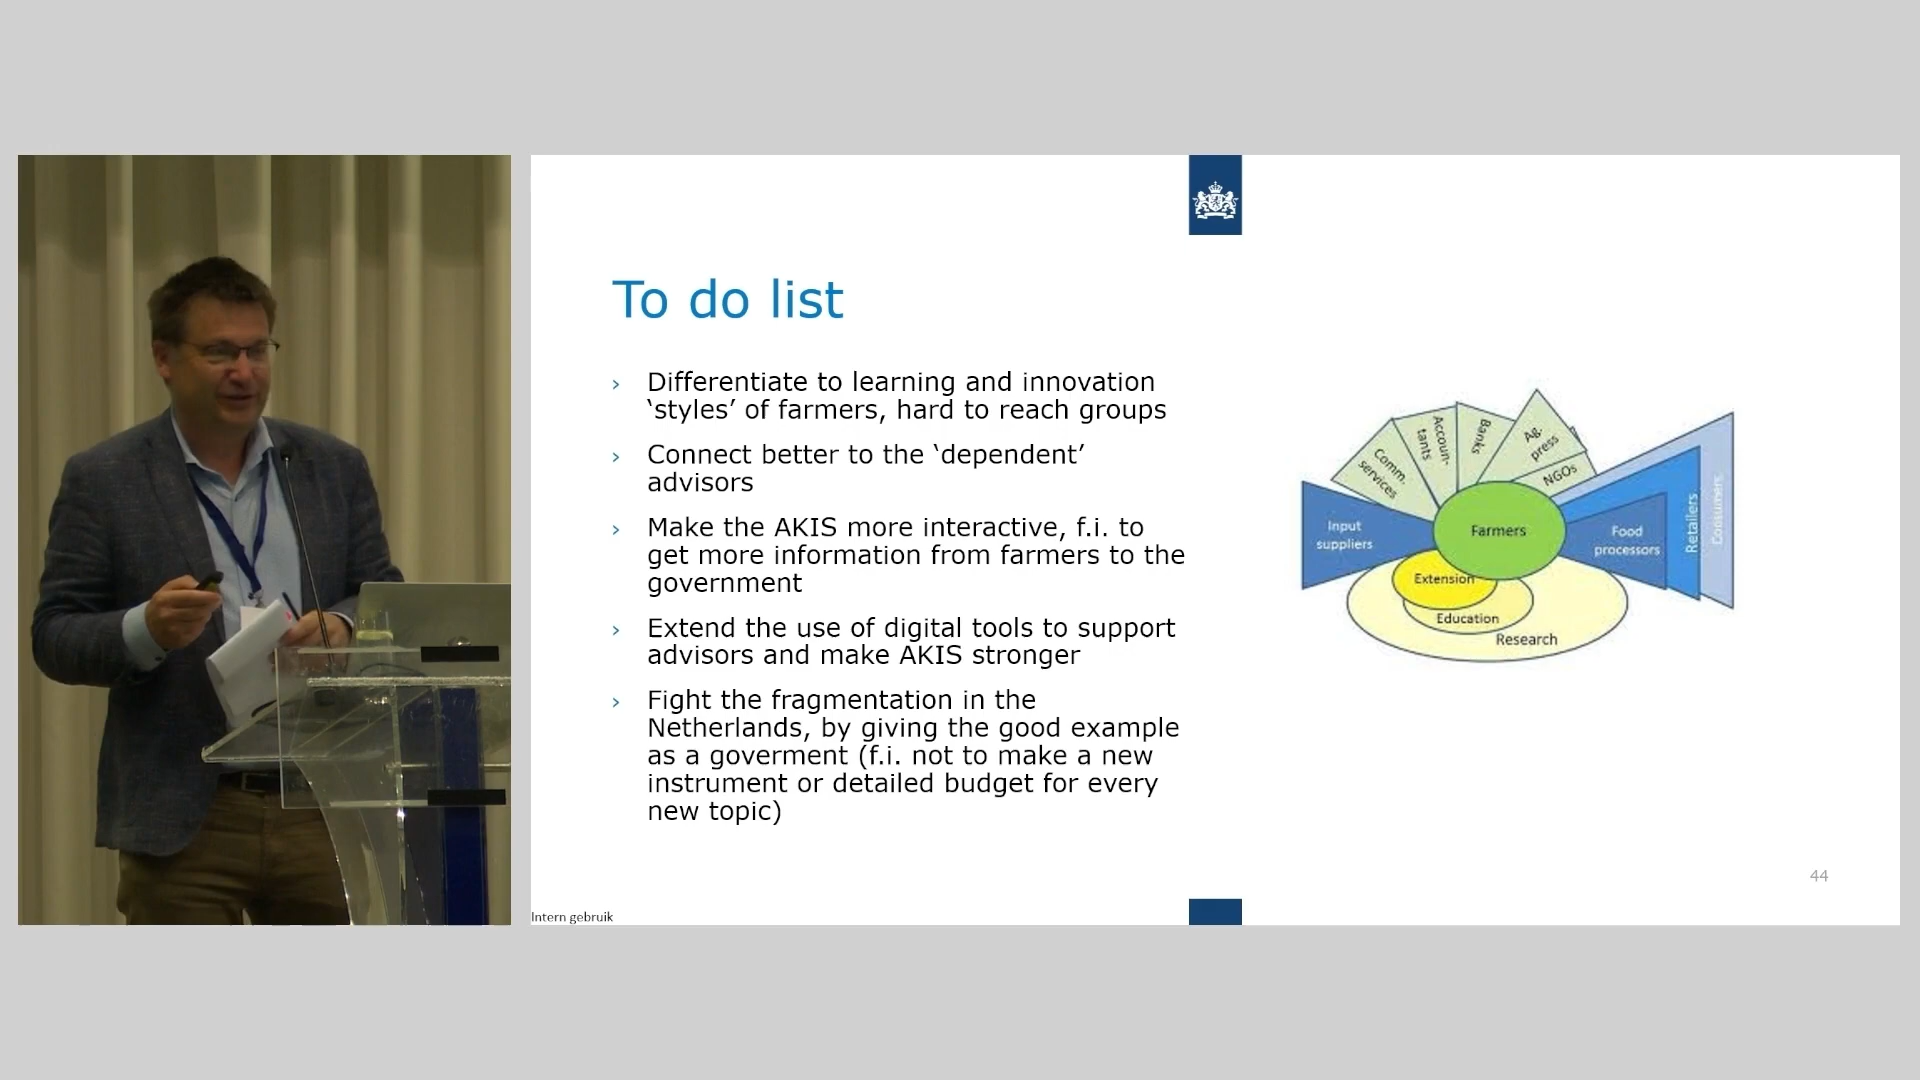 To do list
› Differentiate to learning and innovation
‘styles’ of farmers, hard to reach groups
› Connect better to the ‘dependent’
advisors
› Make the AKIS more interactive, f.i. to
get more information from farmers to the
government
› Extend the use of digital tools to support
advisors and make AKIS stronger
› Fight the fragmentation in the
Netherlands, by giving the good example
as a goverment (f.i. not to make a new
instrument or detailed budget for every
new topic)
Comm.
services
Accoun-
tants
Banks
Ag.
press
NGOs
Input
suppliers
Farmers
Food
processors
Retailers
Consumers
Extension
Education
Research
44
Intern gebruik